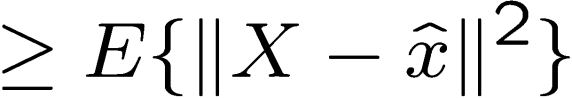 ≥ E{‖X − x̂‖²}